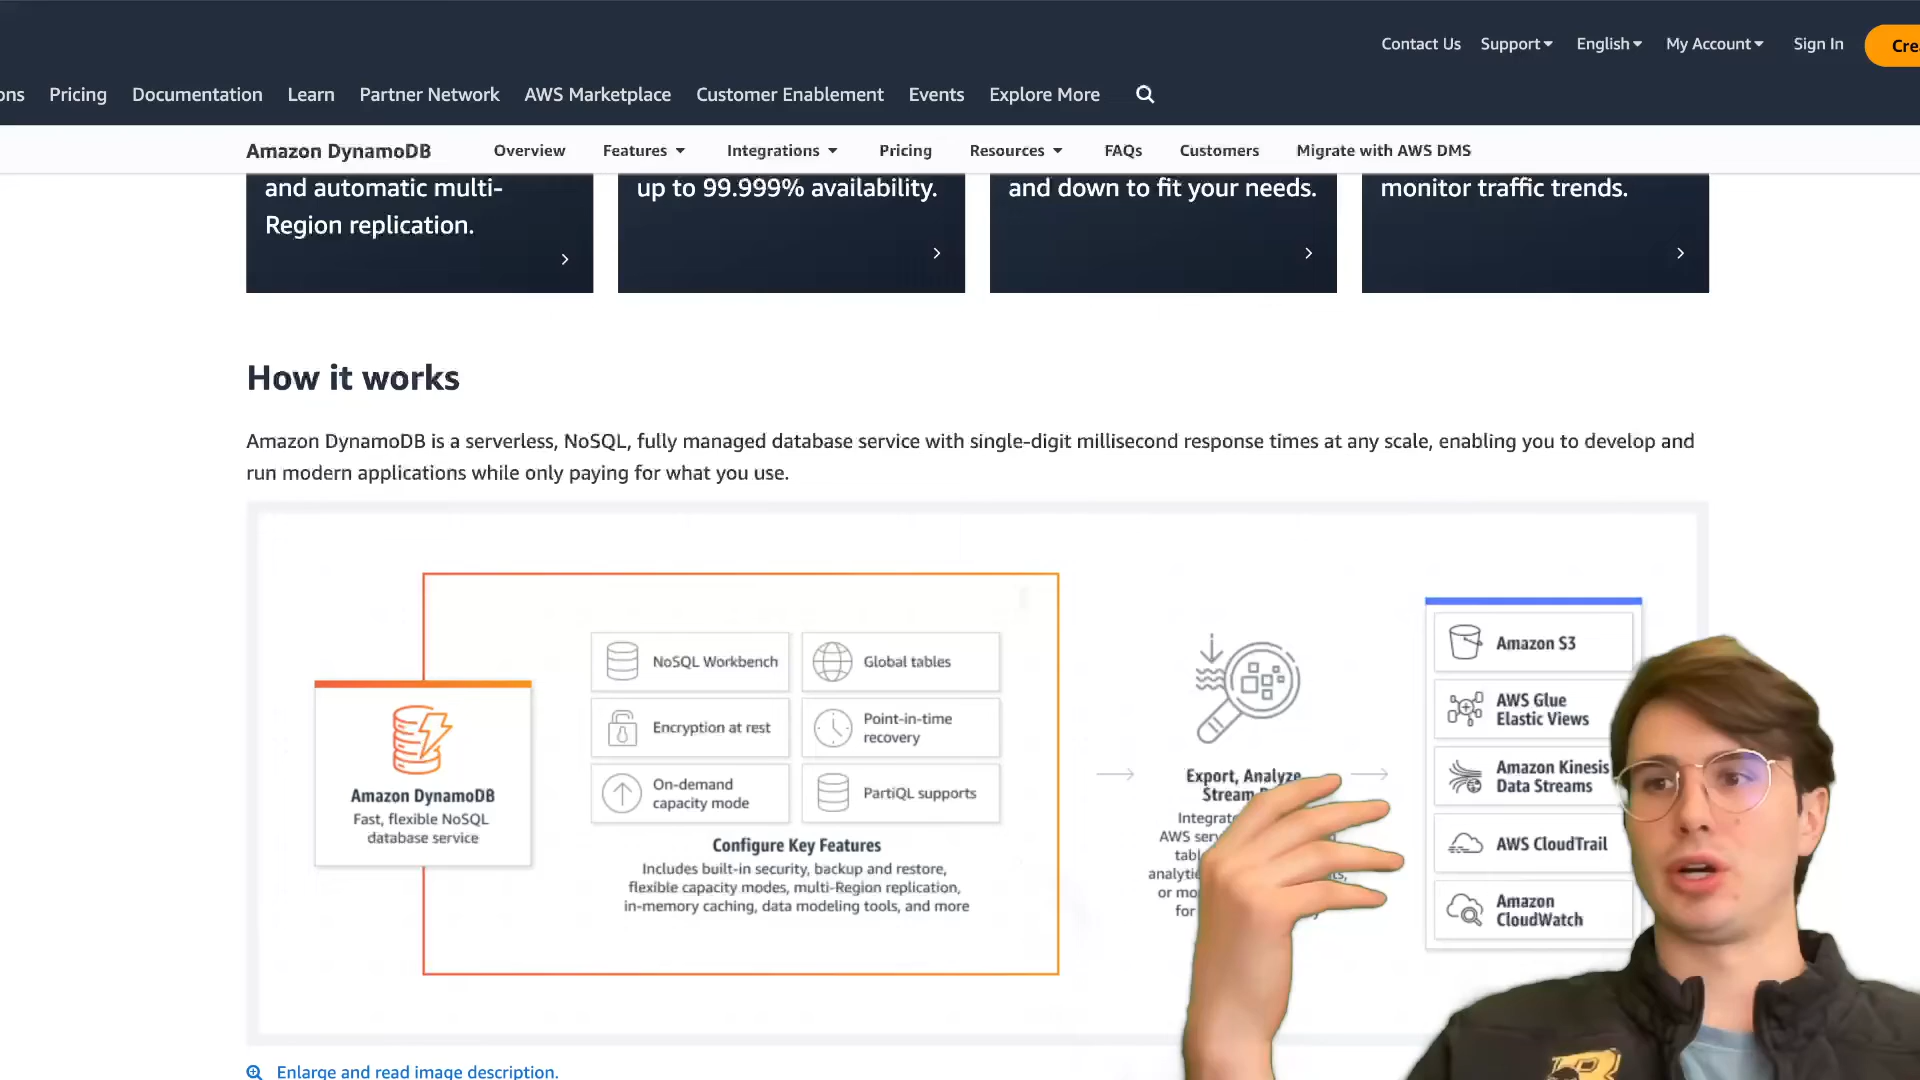 Contact Us Support English My Account Sign In Cre
ons Pricing Documentation Learn Partner Network AWS Marketplace Customer Enablement Events Explore More
Amazon DynamoDB Overview Features Integrations Pricing Resources FAQs Customers Migrate with AWS DMS
and automatic multi-
Region replication.
up to 99.999% availability.
and down to fit your needs.
monitor traffic trends.
How it works
Amazon DynamoDB is a serverless, NoSQL, fully managed database service with single-digit millisecond response times at any scale, enabling you to develop and
run modern applications while only paying for what you use.
Amazon DynamoDB
Fast, flexible NoSQL
database service
NoSQL Workbench
Global tables
Encryption at rest
Point-in-time
recovery
On-demand
capacity mode
PartiQL supports
Configure Key Features
Includes built-in security, backup and restore,
flexible capacity modes, multi-Region replication,
in-memory caching, data modeling tools, and more
Export, Analyze
Stream
Integrat
AWS ser
tabl
analyti
or mo
for
Amazon S3
AWS Glue
Elastic Views
Amazon Kinesis
Data Streams
AWS CloudTrail
Amazon
CloudWatch
Enlarge and read image description.